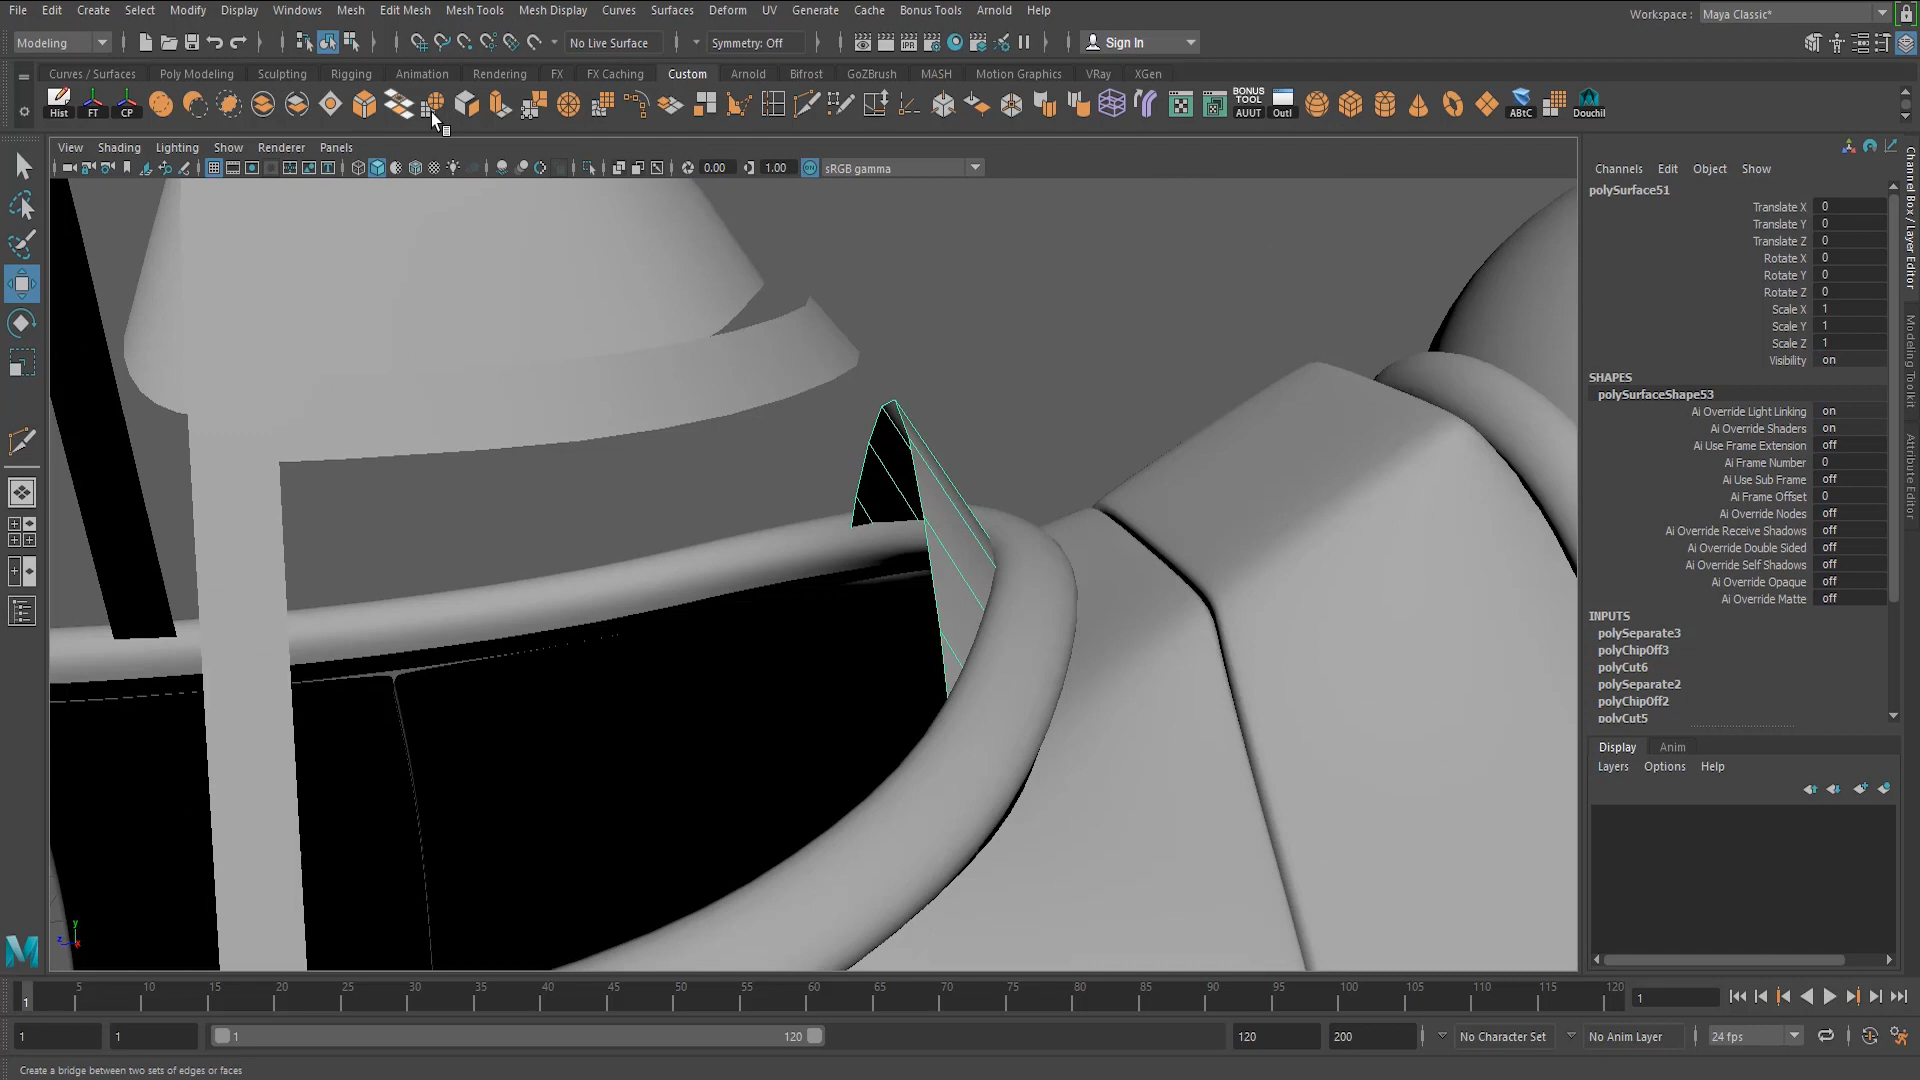 File Edit Create Select Modify Display Windows Mesh Edit Mesh Mesh Tools Mesh Display Curves Surfaces Deform UV Generate Cache Bonus Tools Arnold Help
Workspace : Maya Classic*
Modeling No Live Surface Symmetry: Off Sign In
Curves / Surfaces Poly Modeling Sculpting Rigging Animation Rendering FX FX Caching Custom Arnold Bifrost GoZBrush MASH Motion Graphics VRay XGen
Hist FT CP BONUS TOOL AUUT Outl ABtC Douchil
View Shading Lighting Show Renderer Panels
0.00 1.00 sRGB gamma
Channels Edit Object Show
polySurface51
Translate X 0
Translate Y 0
Translate Z 0
Rotate X 0
Rotate Y 0
Rotate Z 0
Scale X 1
Scale Y 1
Scale Z 1
Visibility on
SHAPES
polySurfaceShape53
Ai Override Light Linking on
Ai Override Shaders on
Ai Use Frame Extension off
Ai Frame Number 0
Ai Use Sub Frame off
Ai Frame Offset 0
Ai Override Nodes off
Ai Override Receive Shadows off
Ai Override Double Sided off
Ai Override Self Shadows off
Ai Override Opaque off
Ai Override Matte off
INPUTS
polySeparate3
polyChipOff3
polyCut6
polySeparate2
polyChipOff2
polyCut5
Display Anim
Layers Options Help
Channel Box / Layer Editor
Modeling Toolkit
Attribute Editor
y
z x
1 5 10 15 20 25 30 35 40 45 50 55 60 65 70 75 80 85 90 95 100 105 110 115 120 1
1 1 1 120 120 200 No Character Set No Anim Layer 24 fps
Create a bridge between two sets of edges or faces